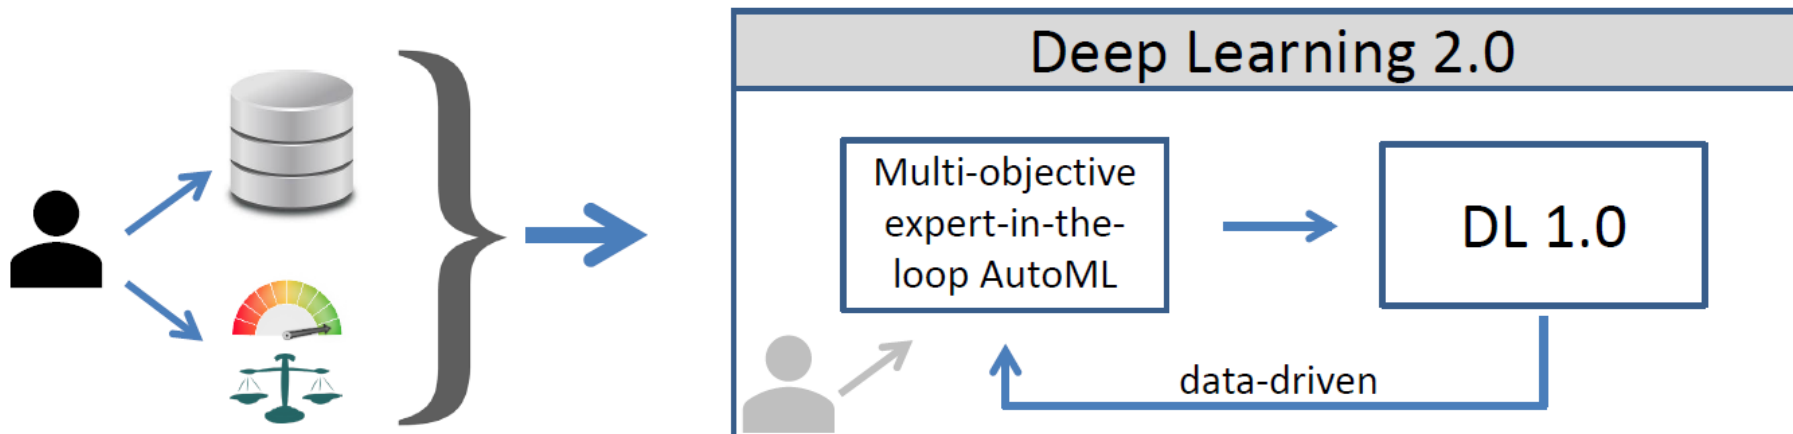 Deep Learning 2.0
Multi-objective
expert-in-the-
loop AutoML
DL 1.0
data-driven